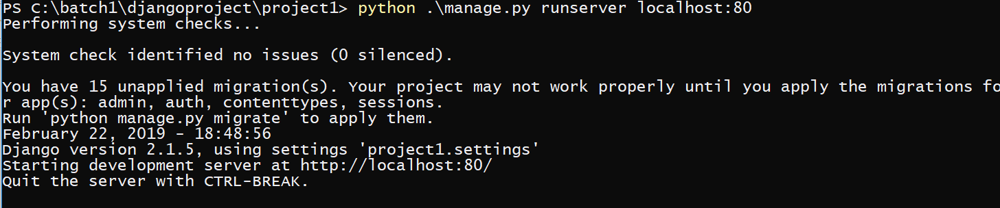 PS C:\batch1\djangoproject\project1> python .\manage.py runserver localhost:80
Performing system checks...
System check identified no issues (0 silenced).
You have 15 unapplied migration(s). Your project may not work properly until you apply the migrations fo
r app(s): admin, auth, contenttypes, sessions.
Run 'python manage.py migrate' to apply them.
February 22, 2019 - 18:48:56
Django version 2.1.5, using settings 'project1.settings'
Starting development server at http://localhost:80/
Quit the server with CTRL-BREAK.